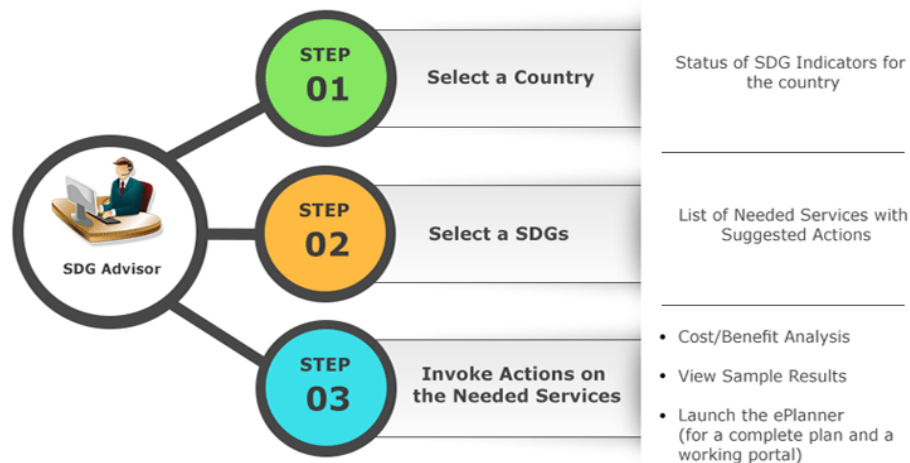 STEP
01
Select a Country
Status of SDG Indicators for
the country
SDG Advisor
STEP
02
Select a SDGs
List of Needed Services with
Suggested Actions
STEP
03
Invoke Actions on
the Needed Services
• Cost/Benefit Analysis
• View Sample Results
• Launch the ePlanner
(for a complete plan and a
working portal)